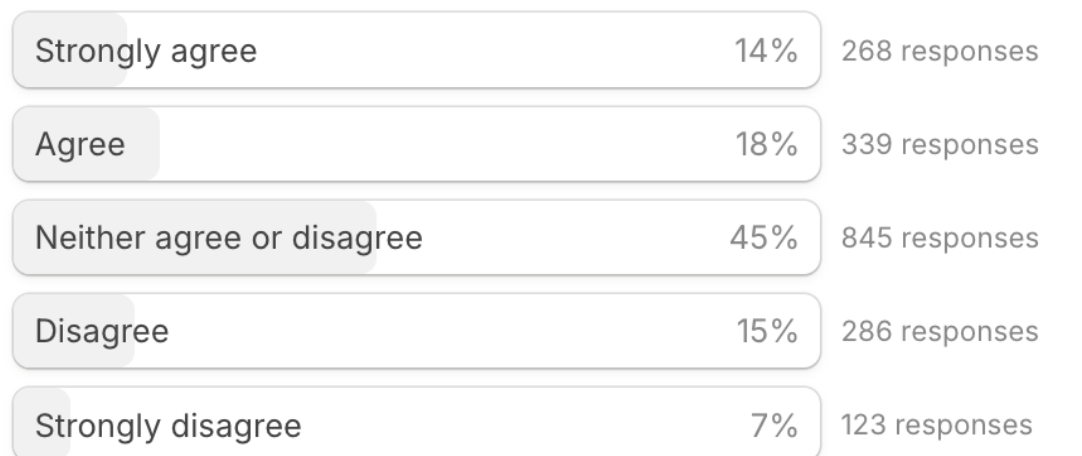 Strongly agree 14% 268 responses
Agree 18% 339 responses
Neither agree or disagree 45% 845 responses
Disagree 15% 286 responses
Strongly disagree 7% 123 responses